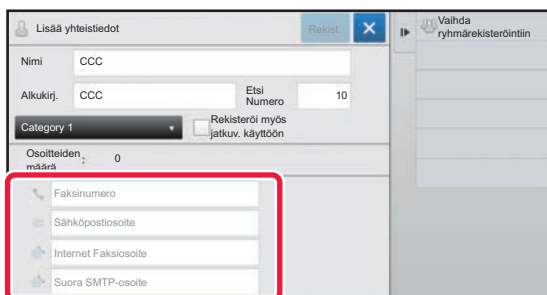 Lisää yhteistiedot
Rekist.
Vaihda
ryhmärekisteröintiin
Nimi
CCC
Alkukirj.
CCC
Etsi
Numero
10
Category 1
Rekisteröi myös
jatkuv. käyttöön
Osoitteiden
määrä
:
0
Faksinumero
Sähköpostiosoite
Internet Faksiosoite
Suora SMTP-osoite